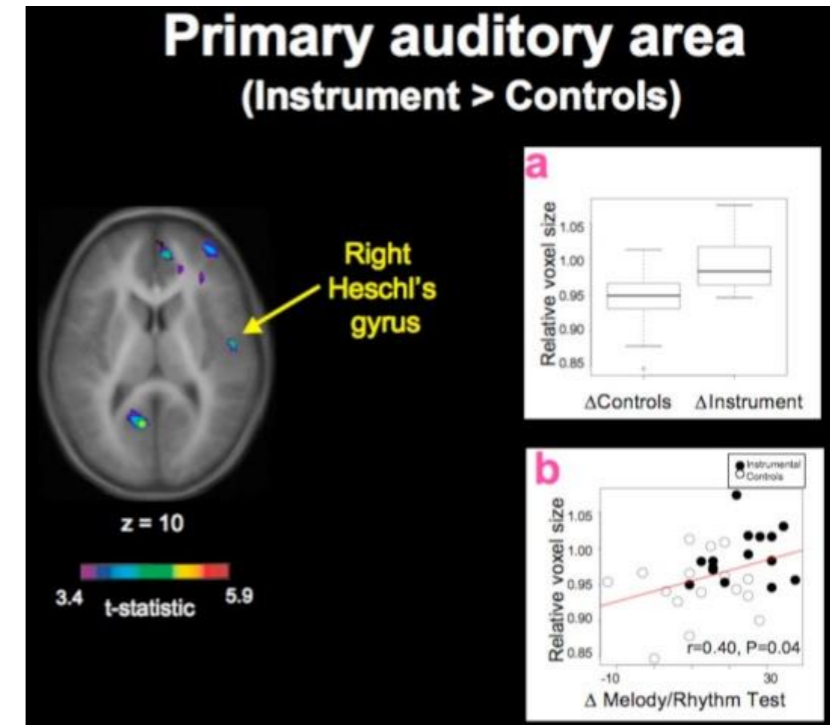 Primary auditory area
(Instrument > Controls)
Right
Heschl's
gyrus
z = 10
3.4
t-statistic
5.9
a
Relative voxel size
1.05
1.00
0.95
0.90
0.85
ΔControls
ΔInstrument
b
Instrumental
Controls
Relative voxel size
1.05
1.00
0.95
0.90
0.85
r=0.40, P=0.04
-10
30
Δ Melody/Rhythm Test